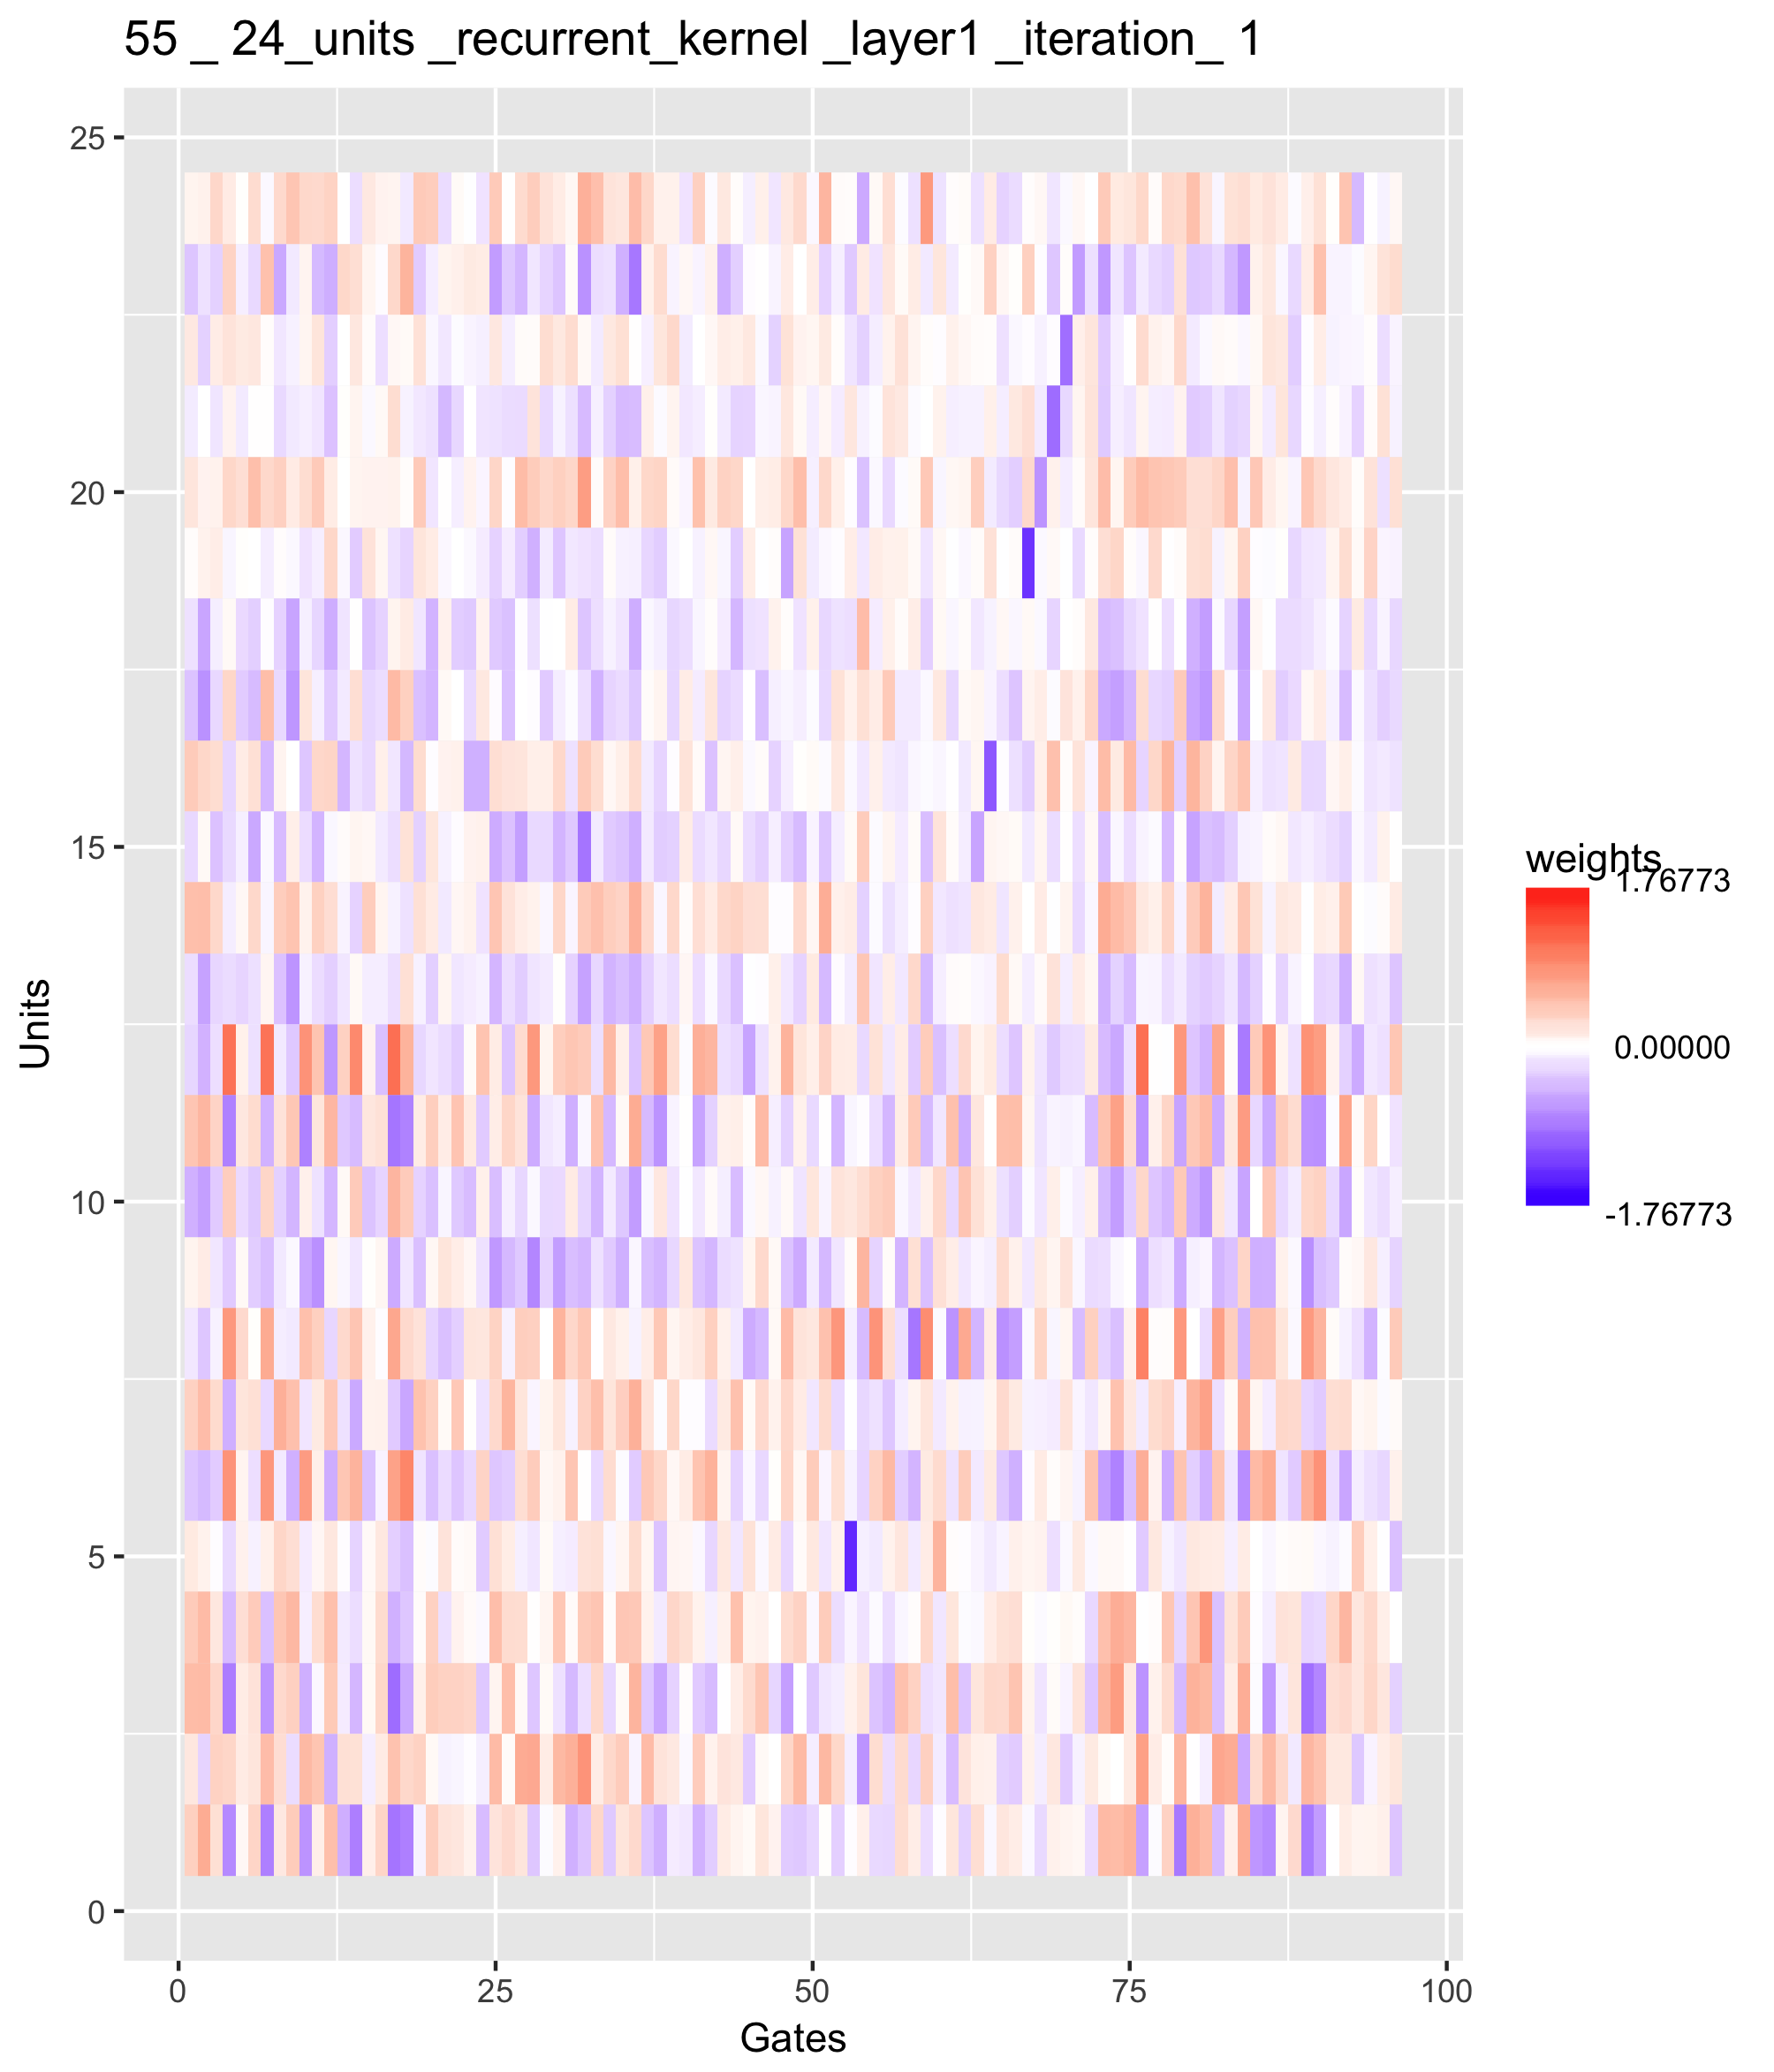 55 _ 24_units _recurrent_kernel _layer1 _iteration_ 1
25
20
15
10
5
0
Units
0 25 50 75 100
Gates
weights
1.76773
0.00000
-1.76773